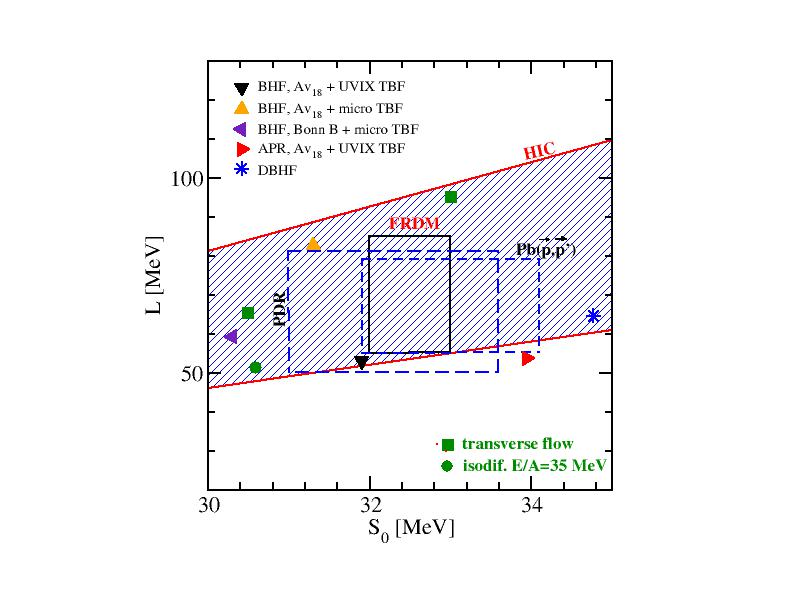 BHF, Av18 + UVIX TBF
BHF, Av18 + micro TBF
BHF, Bonn B + micro TBF
APR, Av18 + UVIX TBF
DBHF
HIC
100
FRDM
Pb(p,p')
PDR
L [MeV]
50
transverse flow
isodif. E/A=35 MeV
30
32
34
S0 [MeV]